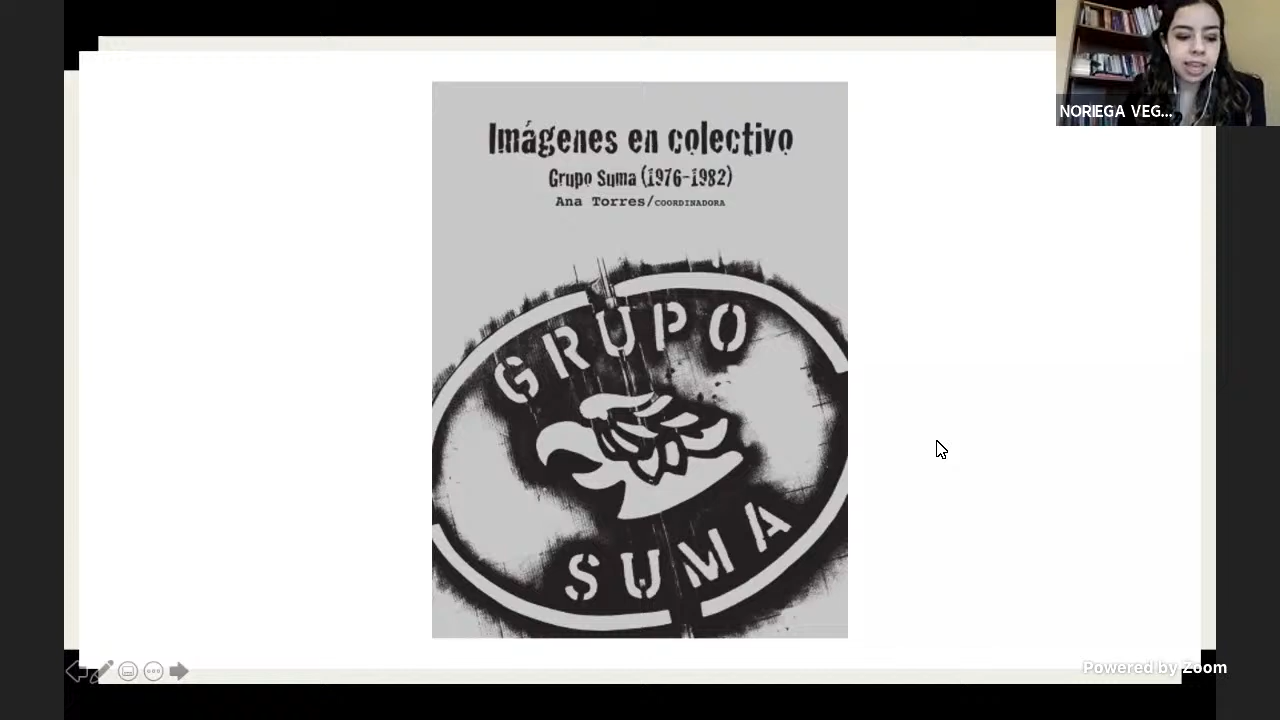 Imágenes en colectivo
Grupo Suma (1976-1982)
Ana Torres/COORDINADORA
GRUPO
SUMA
NORIEGA VEG...
Powered by Zoom